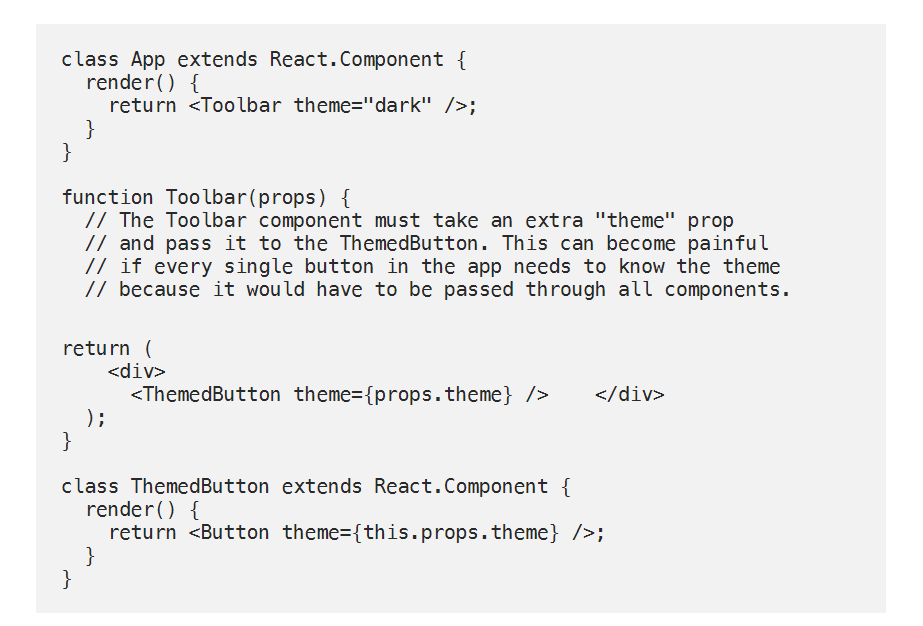 class App extends React.Component {
  render() {
    return <Toolbar theme="dark" />;
  }
}

function Toolbar(props) {
  // The Toolbar component must take an extra "theme" prop
  // and pass it to the ThemedButton. This can become painful
  // if every single button in the app needs to know the theme
  // because it would have to be passed through all components.

return (
    <div>
      <ThemedButton theme={props.theme} />    </div>
  );
}

class ThemedButton extends React.Component {
  render() {
    return <Button theme={this.props.theme} />;
  }
}